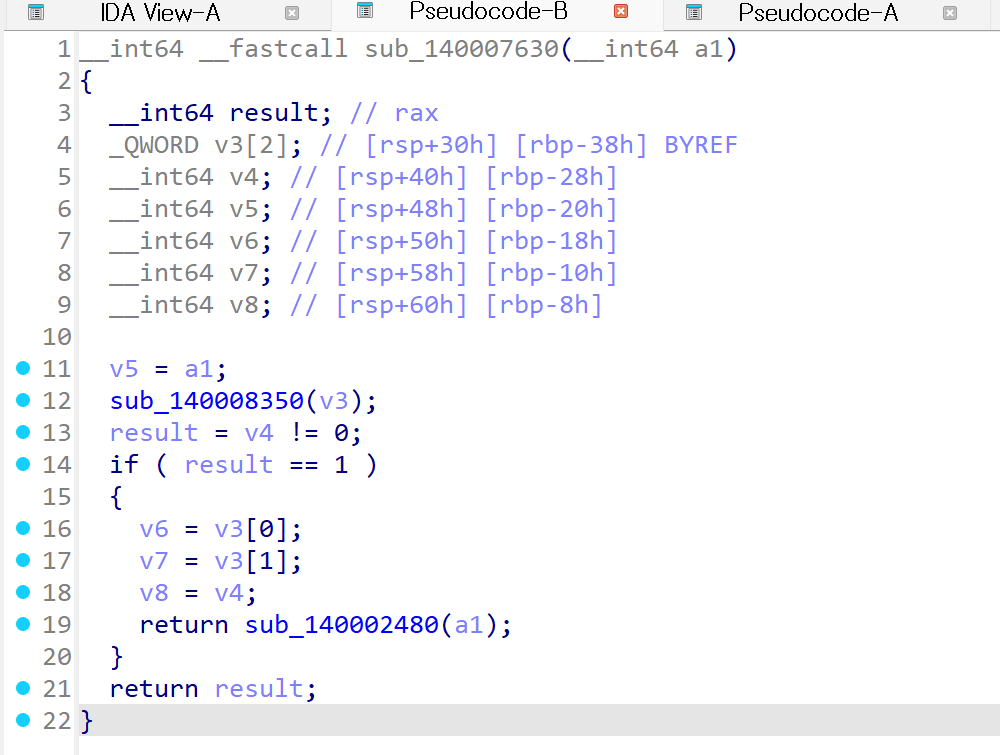 IDA View-A Pseudocode-B Pseudocode-A
1 __int64 __fastcall sub_140007630(__int64 a1)
2 {
3 __int64 result; // rax
4 _QWORD v3[2]; // [rsp+30h] [rbp-38h] BYREF
5 __int64 v4; // [rsp+40h] [rbp-28h]
6 __int64 v5; // [rsp+48h] [rbp-20h]
7 __int64 v6; // [rsp+50h] [rbp-18h]
8 __int64 v7; // [rsp+58h] [rbp-10h]
9 __int64 v8; // [rsp+60h] [rbp-8h]
10
11 v5 = a1;
12 sub_140008350(v3);
13 result = v4 != 0;
14 if ( result == 1 )
15 {
16 v6 = v3[0];
17 v7 = v3[1];
18 v8 = v4;
19 return sub_140002480(a1);
20 }
21 return result;
22 }